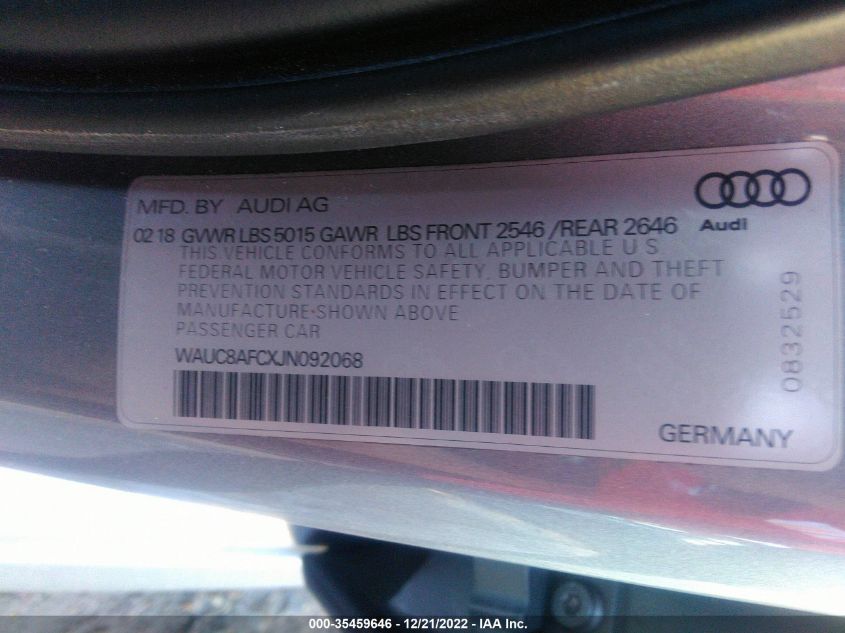 MFD. BY AUDI AG
Audi
02 18 GVWR LBS 5015 GAWR LBS FRONT 2546 /REAR 2646
THIS VEHICLE CONFORMS TO ALL APPLICABLE U S
FEDERAL MOTOR VEHICLE SAFETY, BUMPER AND THEFT
PREVENTION STANDARDS IN EFFECT ON THE DATE OF
MANUFACTURE·SHOWN ABOVE
PASSENGER CAR
WAUC8AFCXJN092068
0832529
GERMANY
000-35459646 - 12/21/2022 - IAA Inc.